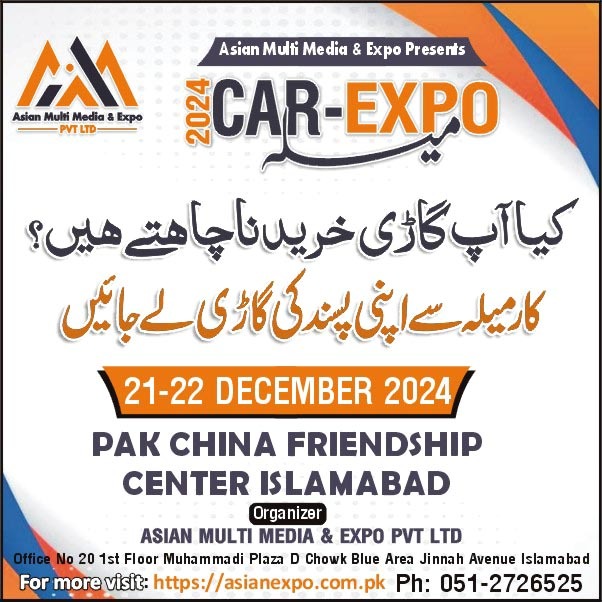 Asian Multi Media & Expo
PVT LTD
Asian Multi Media & Expo Presents
2024
CAR-EXPO
میلہ
کیا آپ گاڑی خریدنا چاهتے هیں؟
کار میلہ سے اپنی پسند کی گاڑی لے جائیں
21-22 DECEMBER 2024
PAK CHINA FRIENDSHIP
CENTER ISLAMABAD
Organizer
ASIAN MULTI MEDIA & EXPO PVT LTD
Office No 20 1st Floor Muhammadi Plaza D Chowk Blue Area Jinnah Avenue Islamabad
For more visit: https://asianexpo.com.pk Ph: 051-2726525